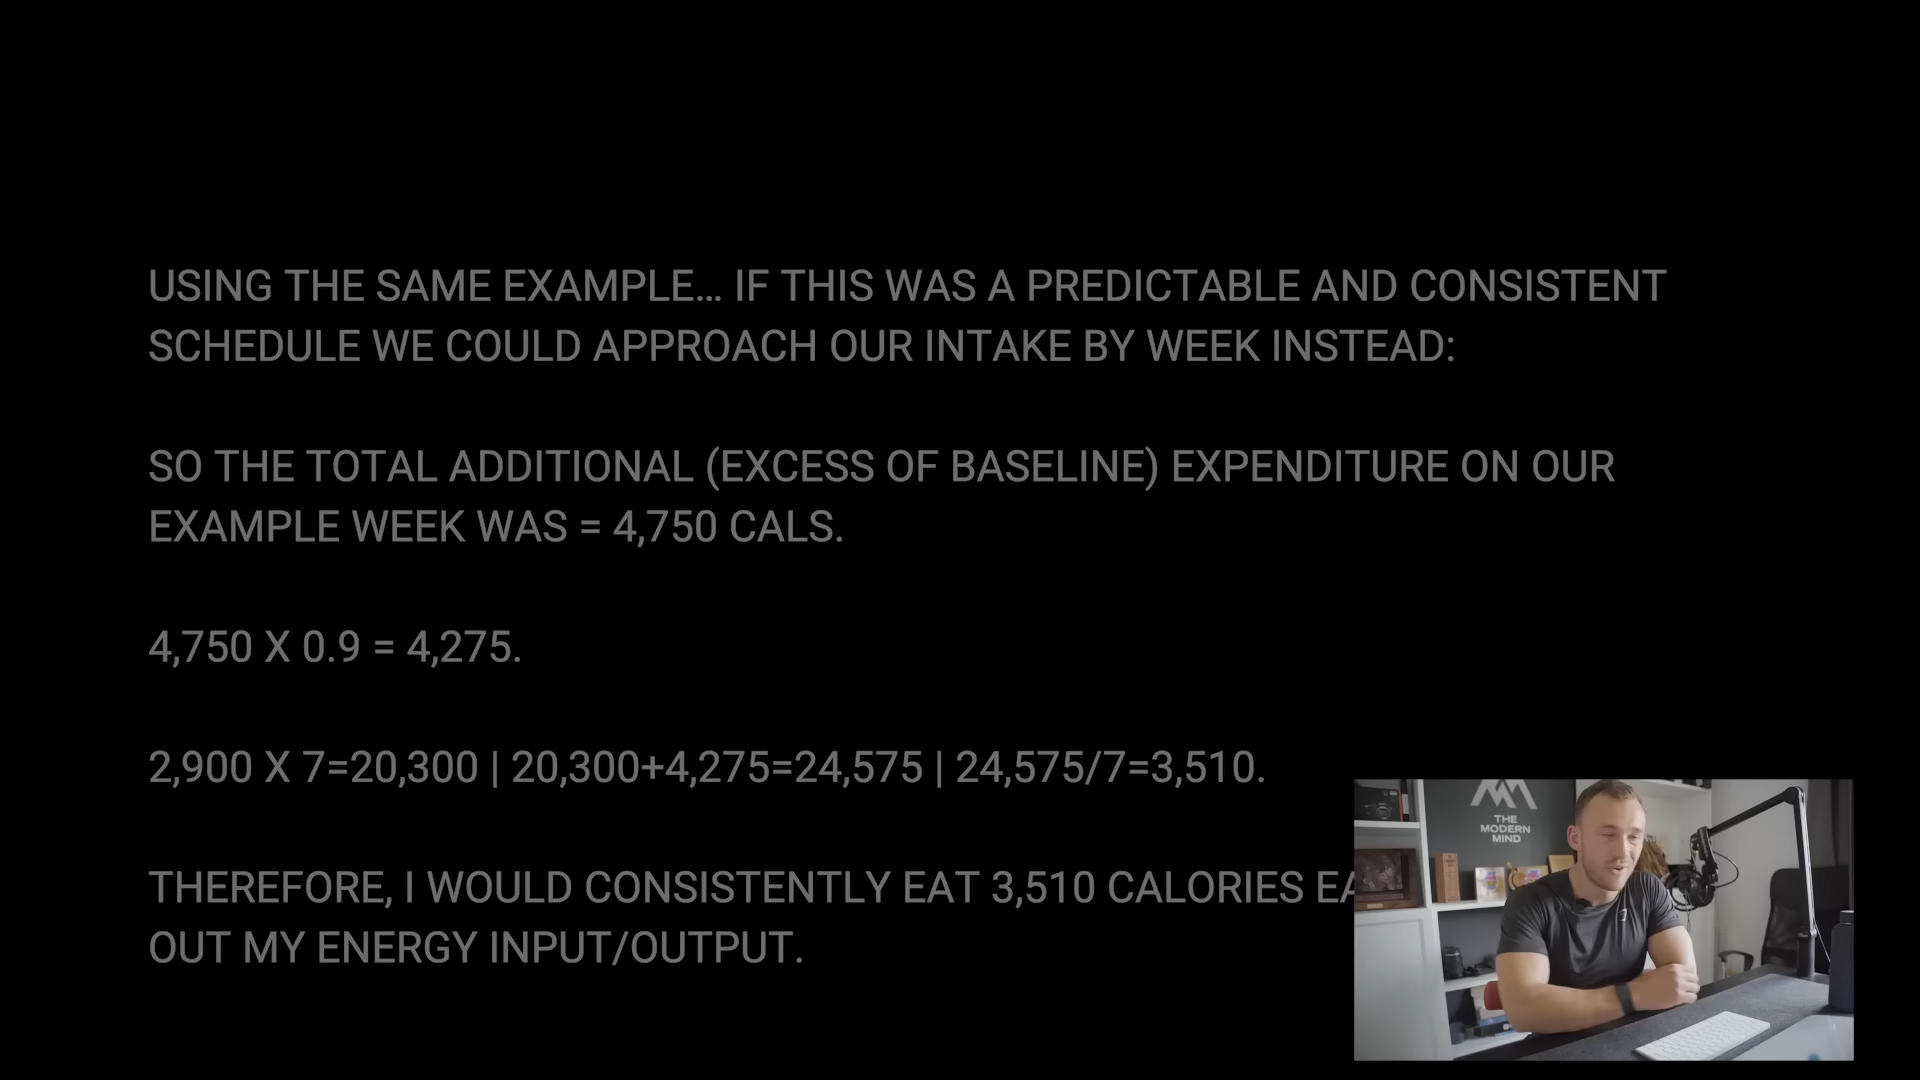 USING THE SAME EXAMPLE... IF THIS WAS A PREDICTABLE AND CONSISTENT
SCHEDULE WE COULD APPROACH OUR INTAKE BY WEEK INSTEAD:
SO THE TOTAL ADDITIONAL (EXCESS OF BASELINE) EXPENDITURE ON OUR
EXAMPLE WEEK WAS = 4,750 CALS.
4,750 X 0.9 = 4,275.
2,900 X 7=20,300 | 20,300+4,275=24,575 | 24,575/7=3,510.
THEREFORE, I WOULD CONSISTENTLY EAT 3,510 CALORIES
OUT MY ENERGY INPUT/OUTPUT.
THE
MODERN
MIND